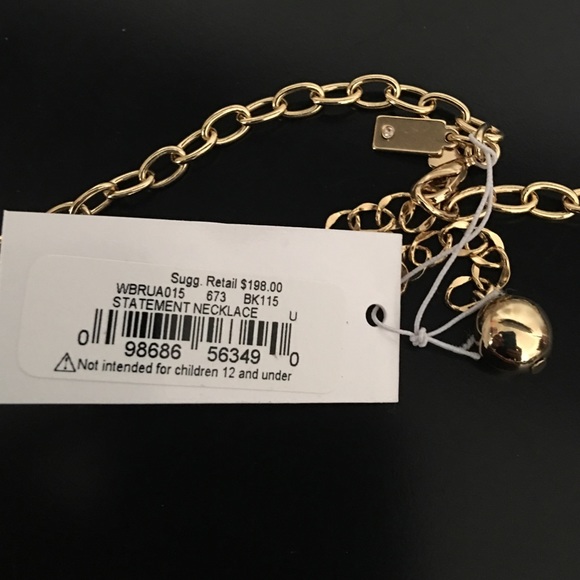 Sugg. Retail $198.00
WBRUA015 673 BK115
STATEMENT NECKLACE U
0 98686 56349 0
Not intended for children 12 and under